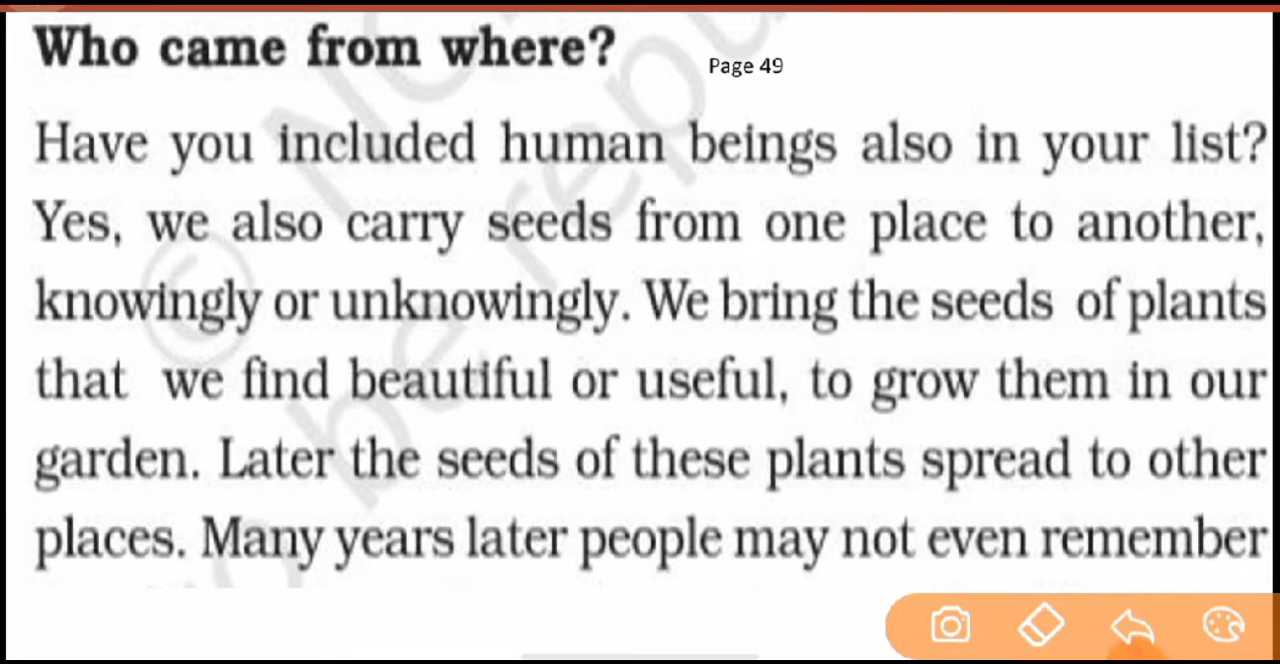 Who came from where?
Page 49
Have you included human beings also in your list?
Yes, we also carry seeds from one place to another,
knowingly or unknowingly. We bring the seeds of plants
that we find beautiful or useful, to grow them in our
garden. Later the seeds of these plants spread to other
places. Many years later people may not even remember